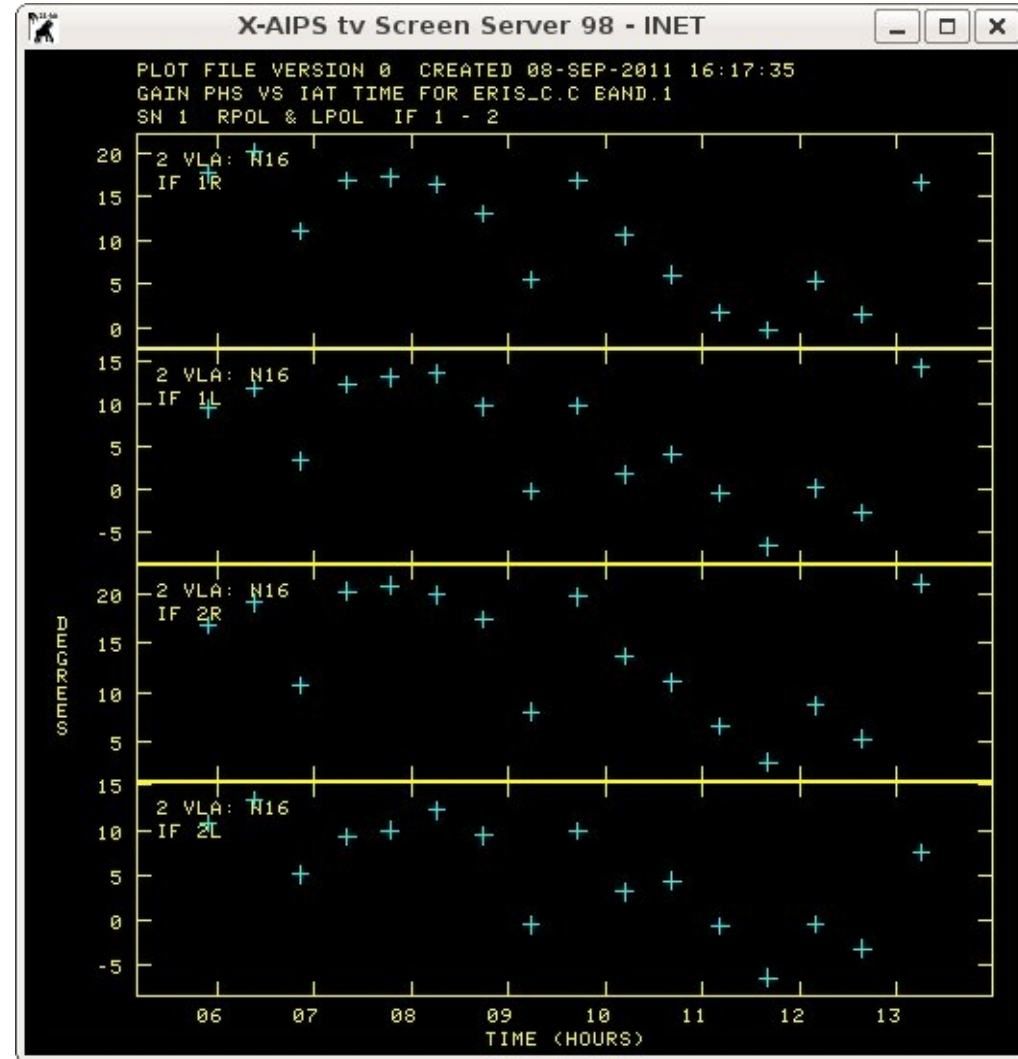 X-AIPS tv Screen Server 98 - INET
PLOT FILE VERSION 0 CREATED 08-SEP-2011 16:17:35
GAIN PHS VS IAT TIME FOR ERIS_C.C BAND.1
SN 1 RPOL & LPOL IF 1 - 2
20
15
10
5
0
2 VLA: N16
IF 1R
15
10
5
0
-5
2 VLA: N16
IF 1L
20
15
10
5
2 VLA: N16
IF 2R
15
10
5
0
-5
2 VLA: N16
IF 2L
DEGREES
06 07 08 09 10 11 12 13
TIME (HOURS)